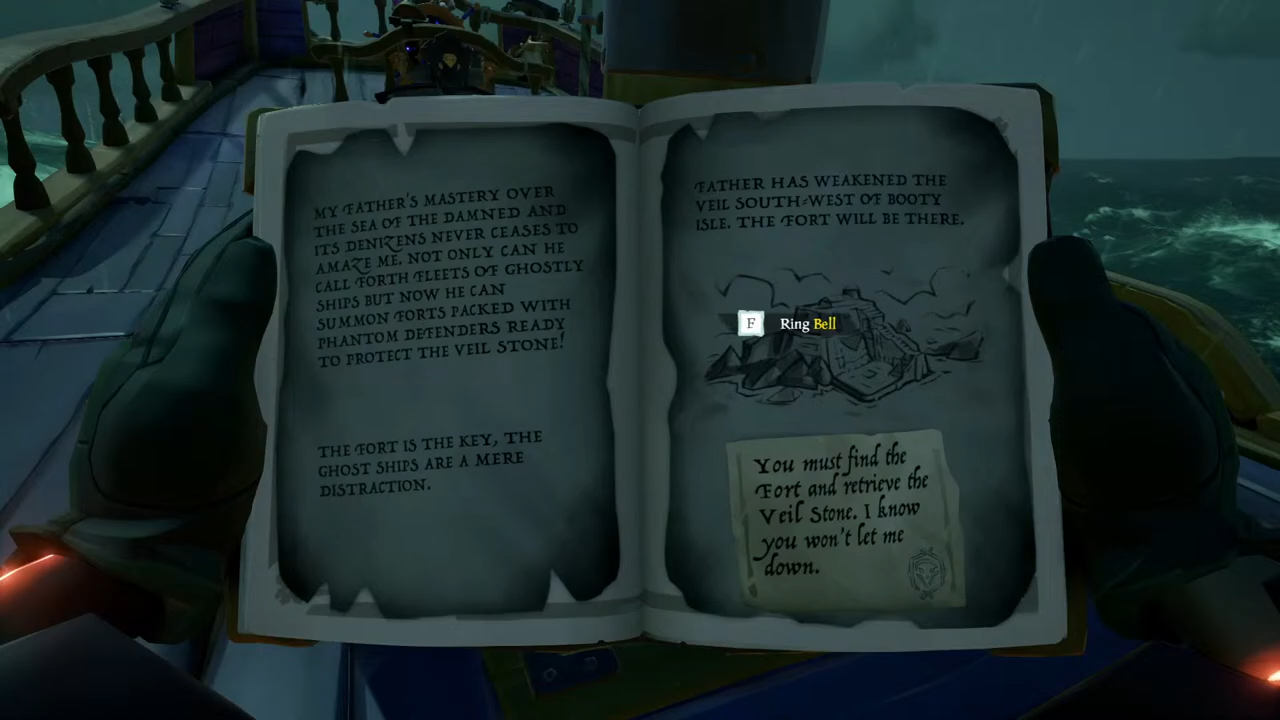 MY FATHER'S MASTERY OVER
THE SEA OF THE DAMNED AND
ITS DENIZENS NEVER CEASES TO
AMAZE ME. NOT ONLY CAN HE
CALL FORTH FLEETS OF GHOSTLY
SHIPS BUT NOW HE CAN
SUMMON FORTS PACKED WITH
PHANTOM DEFENDERS READY
TO PROTECT THE VEIL STONE!
THE FORT IS THE KEY, THE
GHOST SHIPS ARE A MERE
DISTRACTION.
FATHER HAS WEAKENED THE
VEIL SOUTH-WEST OF BOOTY
ISLE. THE FORT WILL BE THERE.
F Ring Bell
You must find the
Fort and retrieve the
Veil Stone. I know
you won't let me
down.